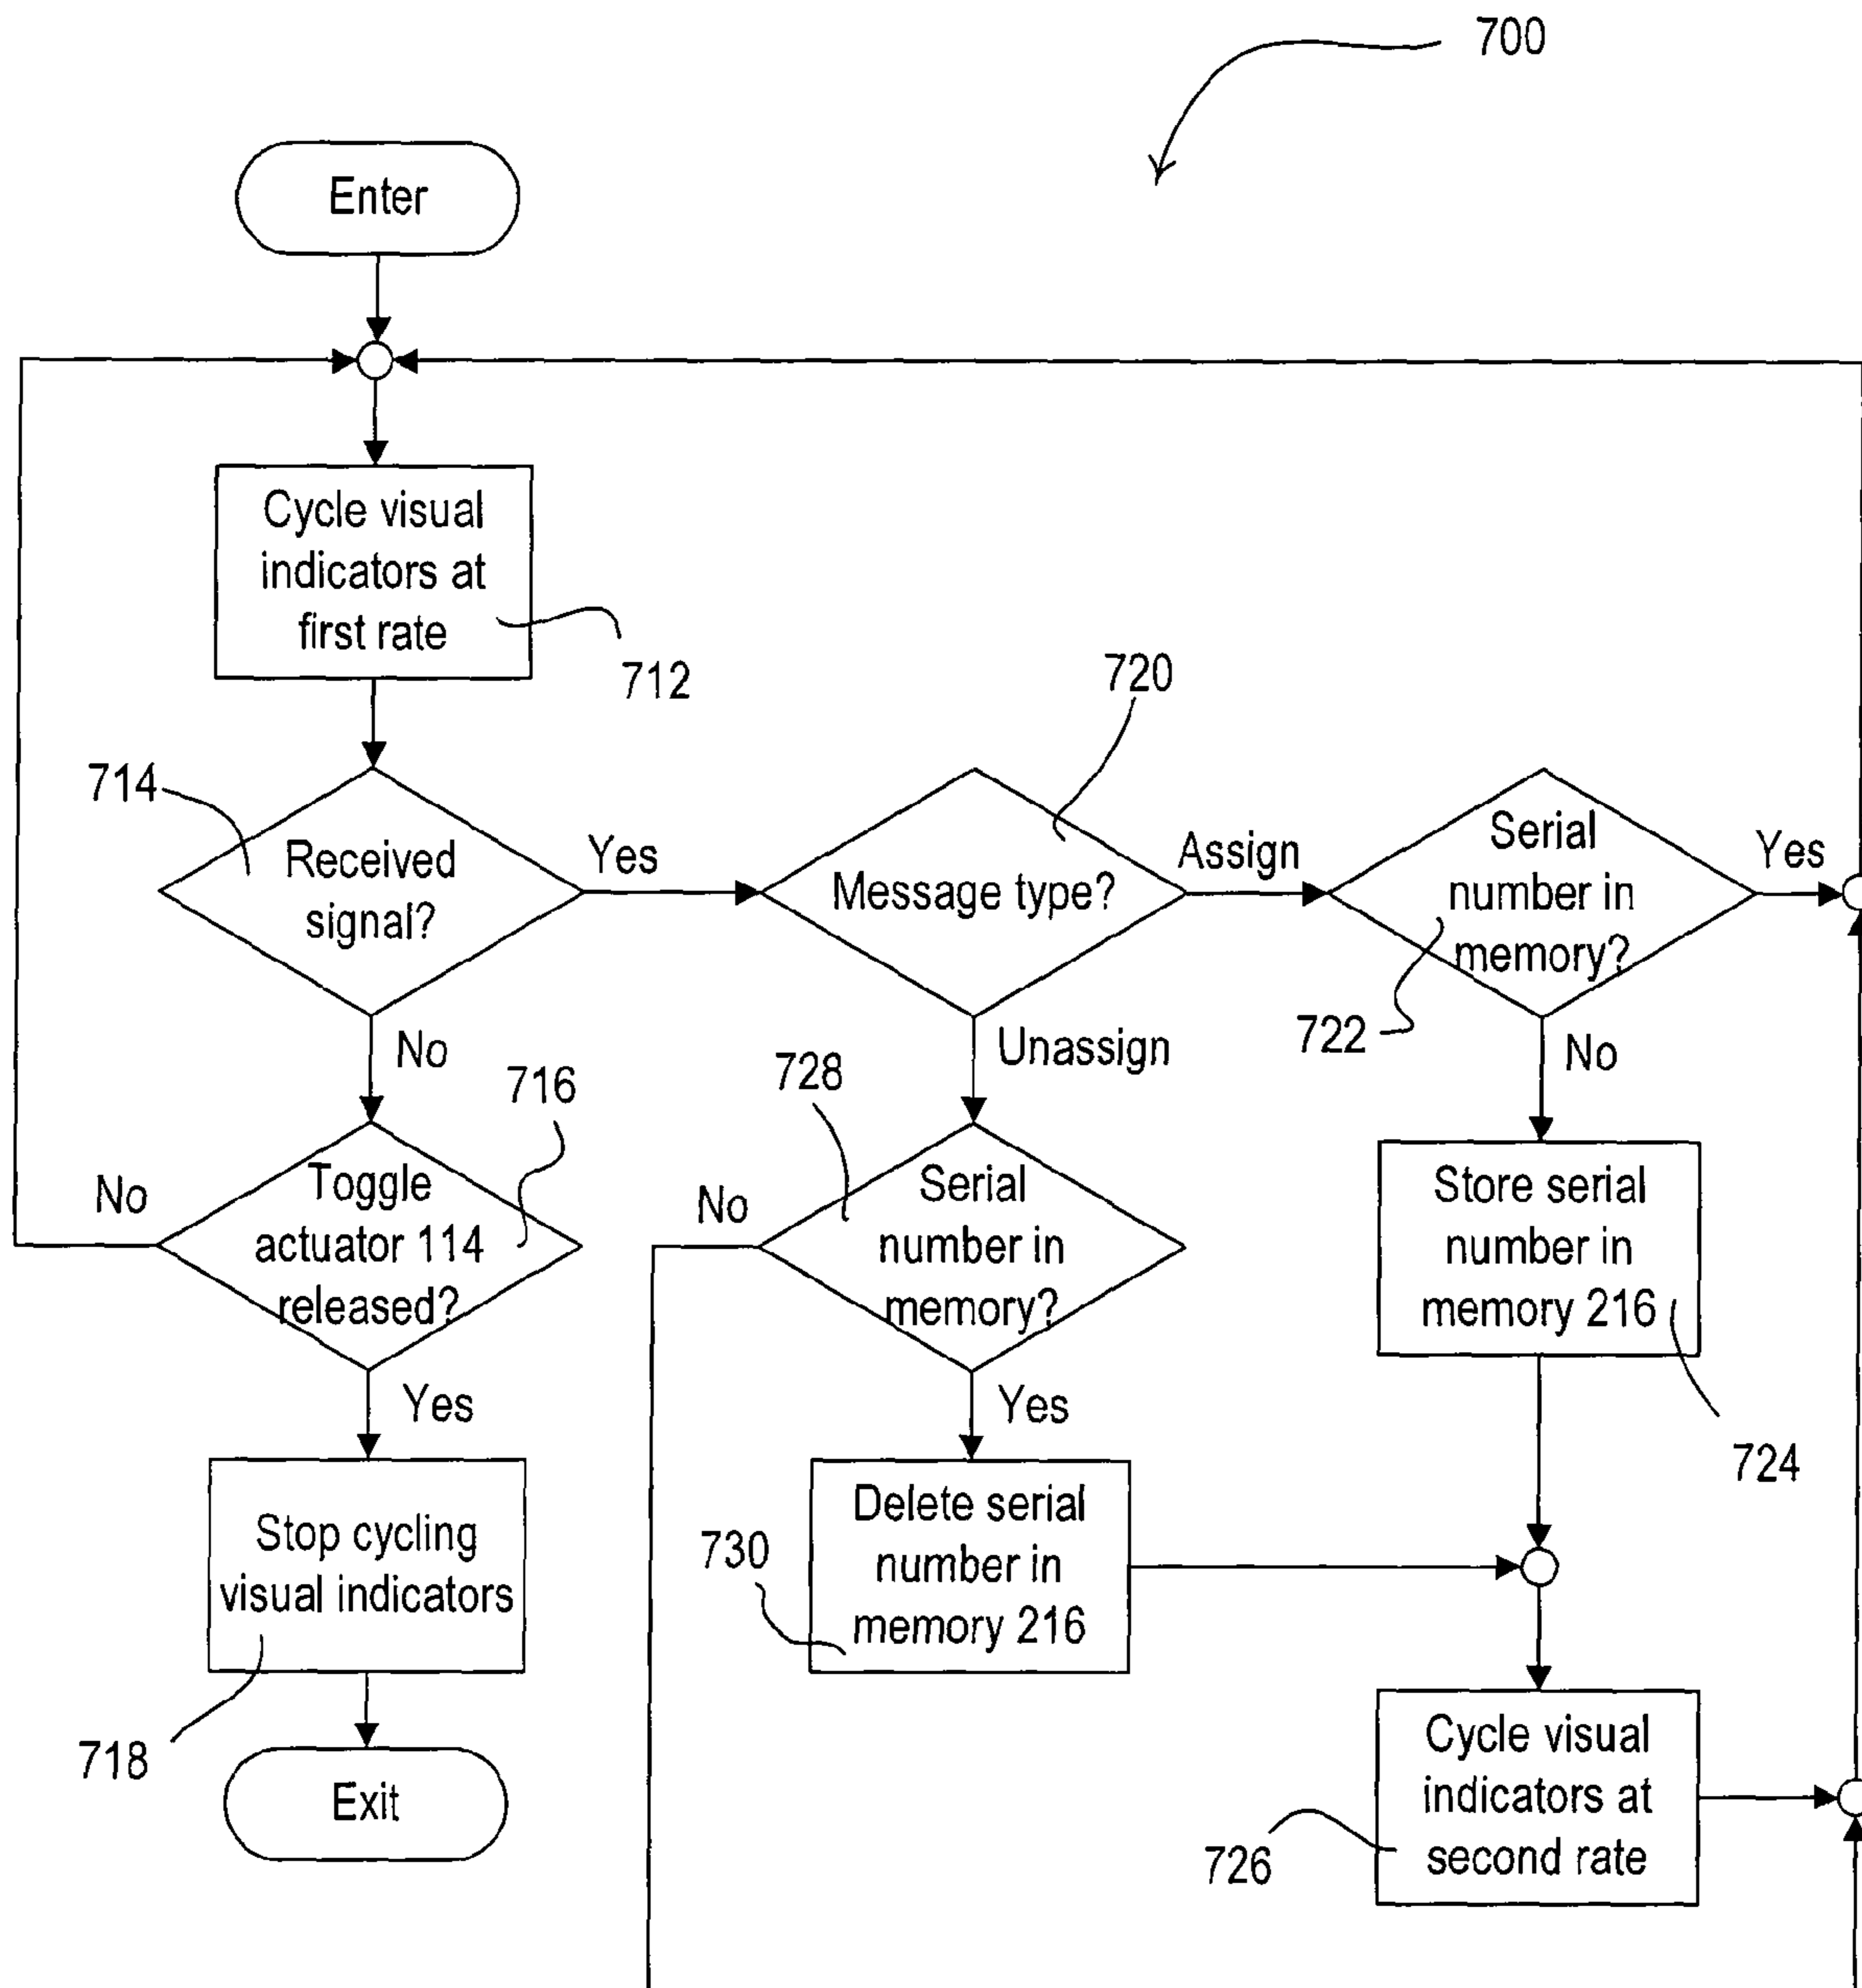 700
Enter
Cycle visual
indicators at
first rate
712
714
Received
signal?
Yes
No
720
Message type?
Assign
Unassign
Serial
number in
memory?
722
Yes
No
716
Toggle
actuator 114
released?
No
Yes
728
Serial
number in
memory?
No
Yes
Store serial
number in
memory 216
724
Stop cycling
visual indicators
718
730
Delete serial
number in
memory 216
Exit
Cycle visual
indicators at
second rate
726